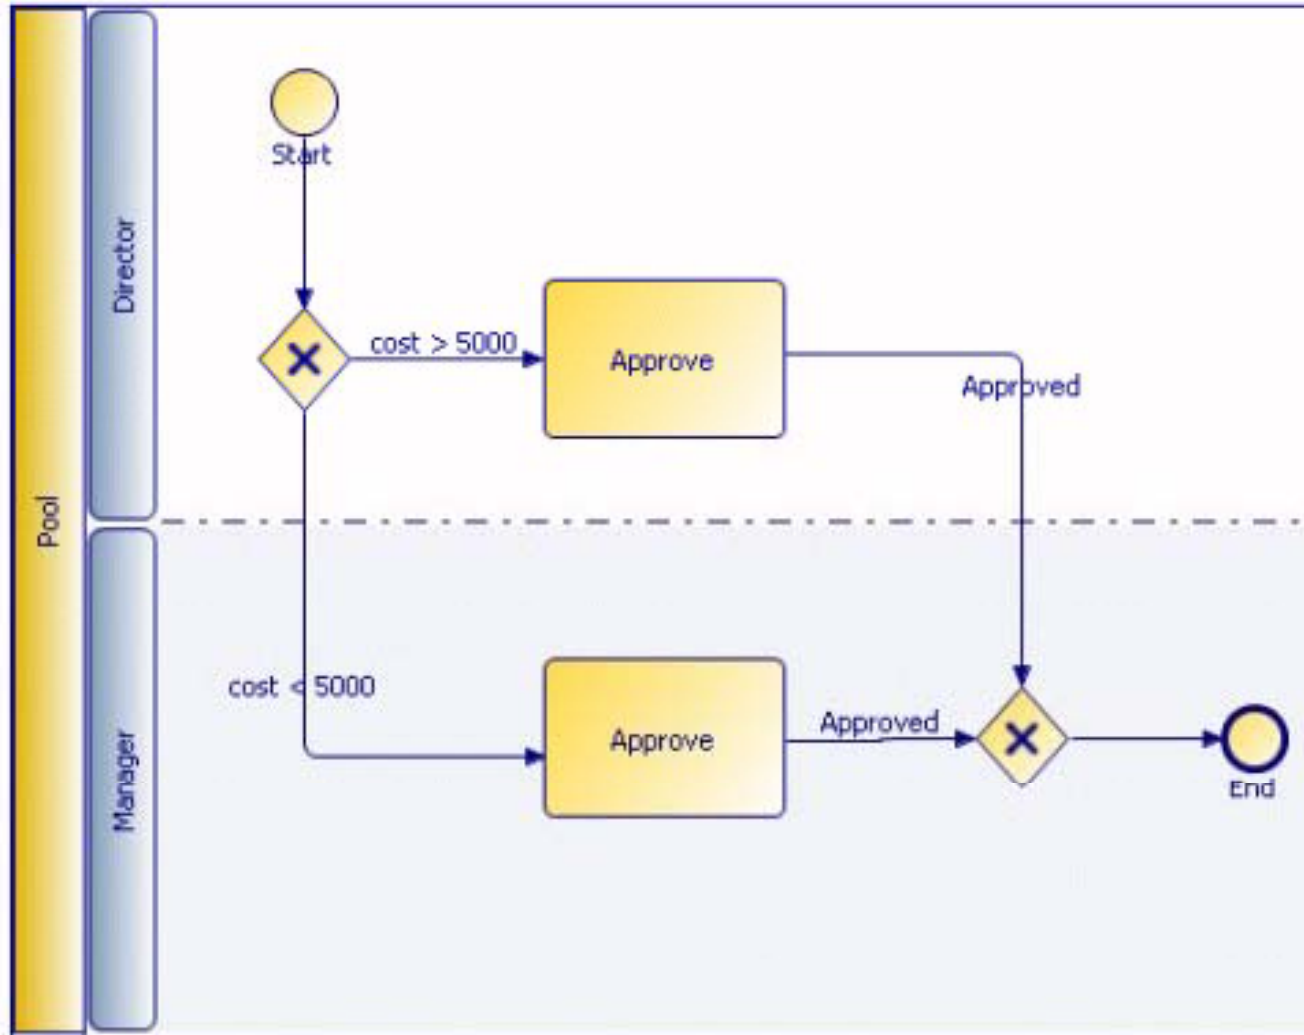 Pool
Director
Start
cost > 5000
Approve
Approved
Manager
cost < 5000
Approve
Approved
End